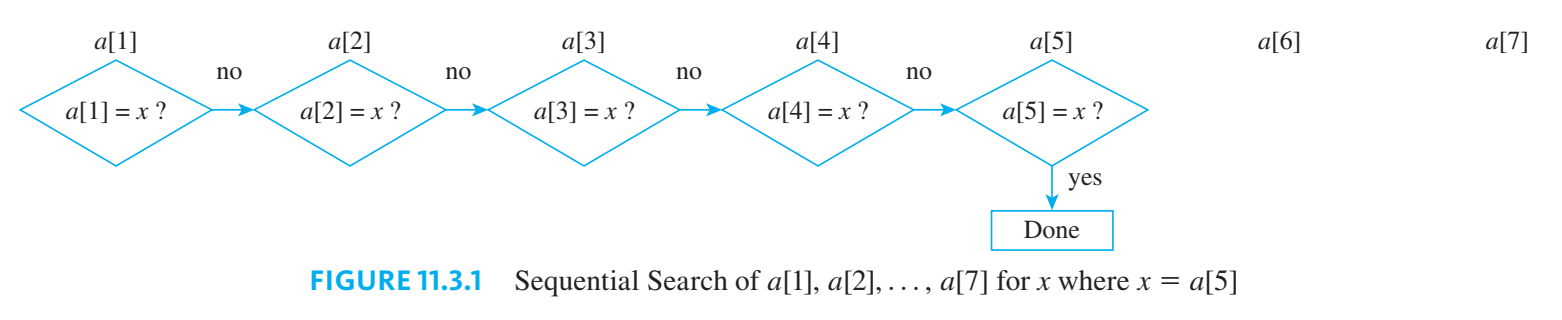 a[1] a[2] a[3] a[4] a[5] a[6] a[7]
no no no no
a[1] = x ? a[2] = x ? a[3] = x ? a[4] = x ? a[5] = x ?
yes
Done
FIGURE 11.3.1 Sequential Search of a[1], a[2], . . . , a[7] for x where x = a[5]